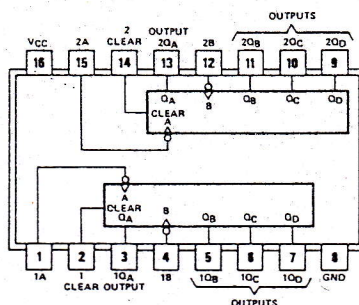 OUTPUTS
VCC 2A 2 CLEAR OUTPUT 2QA 2B 2QB 2QC 2QD
16 15 14 13 12 11 10 9
QA B QB QC QD
CLEAR
A
A
CLEAR
QA B QB QC QD
1 2 3 4 5 6 7 8
1A 1 CLEAR OUTPUT 1QA 1B 1QB 1QC 1QD GND
OUTPUTS